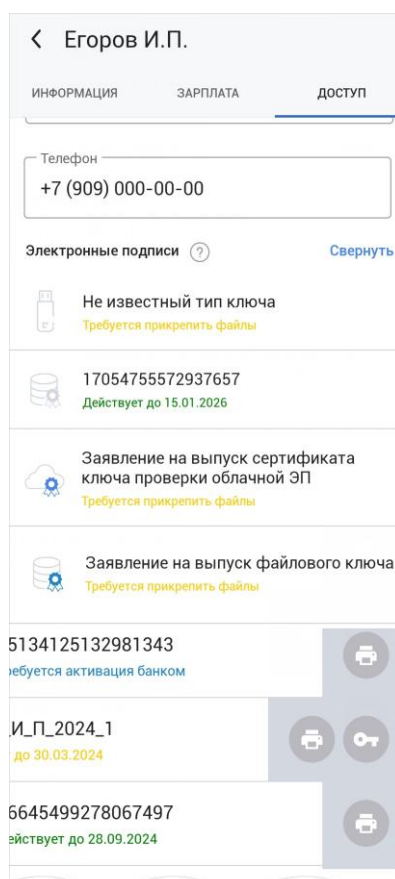 Егоров И.П.
ИНФОРМАЦИЯ ЗАРПЛАТА ДОСТУП
Телефон
+7 (909) 000-00-00
Электронные подписи ? Свернуть
Не известный тип ключа
Требуется прикрепить файлы
17054755572937657
Действует до 15.01.2026
Заявление на выпуск сертификата
ключа проверки облачной ЭП
Требуется прикрепить файлы
Заявление на выпуск файлового ключа
Требуется прикрепить файлы
5134125132981343
ребуется активация банком
И_П_2024_1
до 30.03.2024
6645499278067497
ействует до 28.09.2024